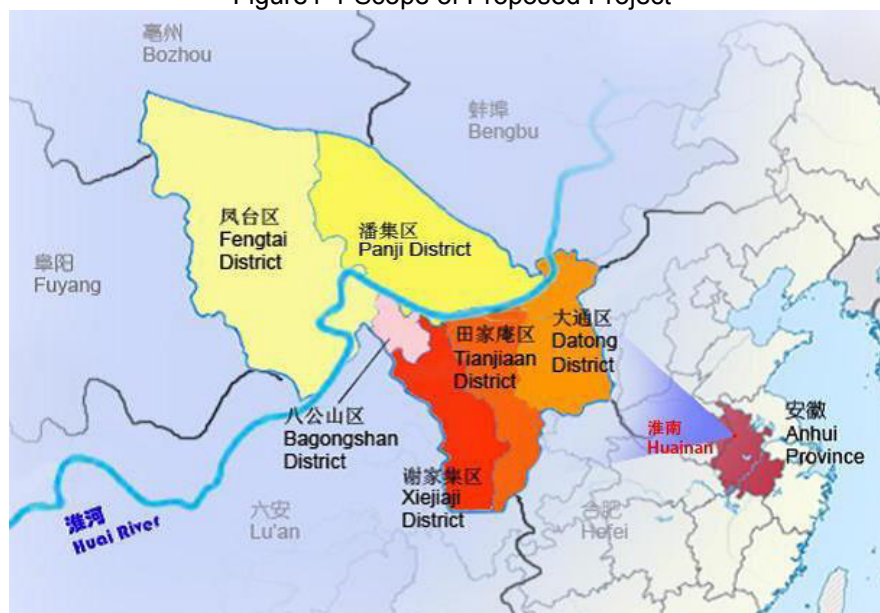 Figure1-1 Scope of Proposed Project
亳州
Bozhou
蚌埠
Bengbu
凤台区
Fengtai
District
潘集区
Panji District
阜阳
Fuyang
田家庵区
Tianjiaan
District
大通区
Datong
District
八公山区
Bagongshan
District
谢家集区
Xiejiaji
District
淮南
Huainan
安徽
Anhui
Province
淮河
Huai River
六安
Lu'an
合肥
Hefei